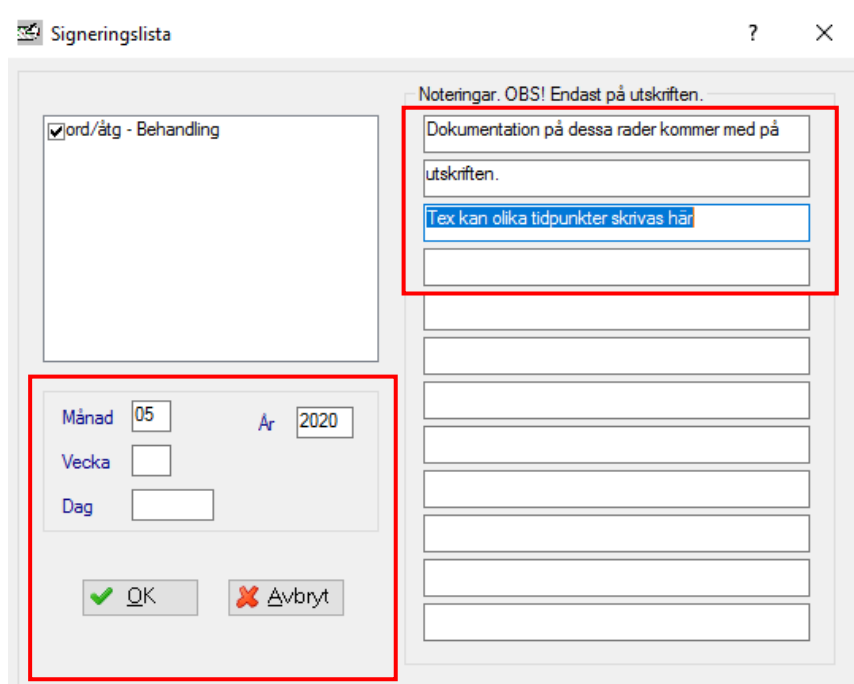 Signeringslista
?
Noteringar. OBS! Endast på utskriften.
ord/åtg - Behandling
Dokumentation på dessa rader kommer med på
utskriften.
Tex kan olika tidpunkter skrivas här
Månad 05 År 2020
Vecka
Dag
OK Avbryt